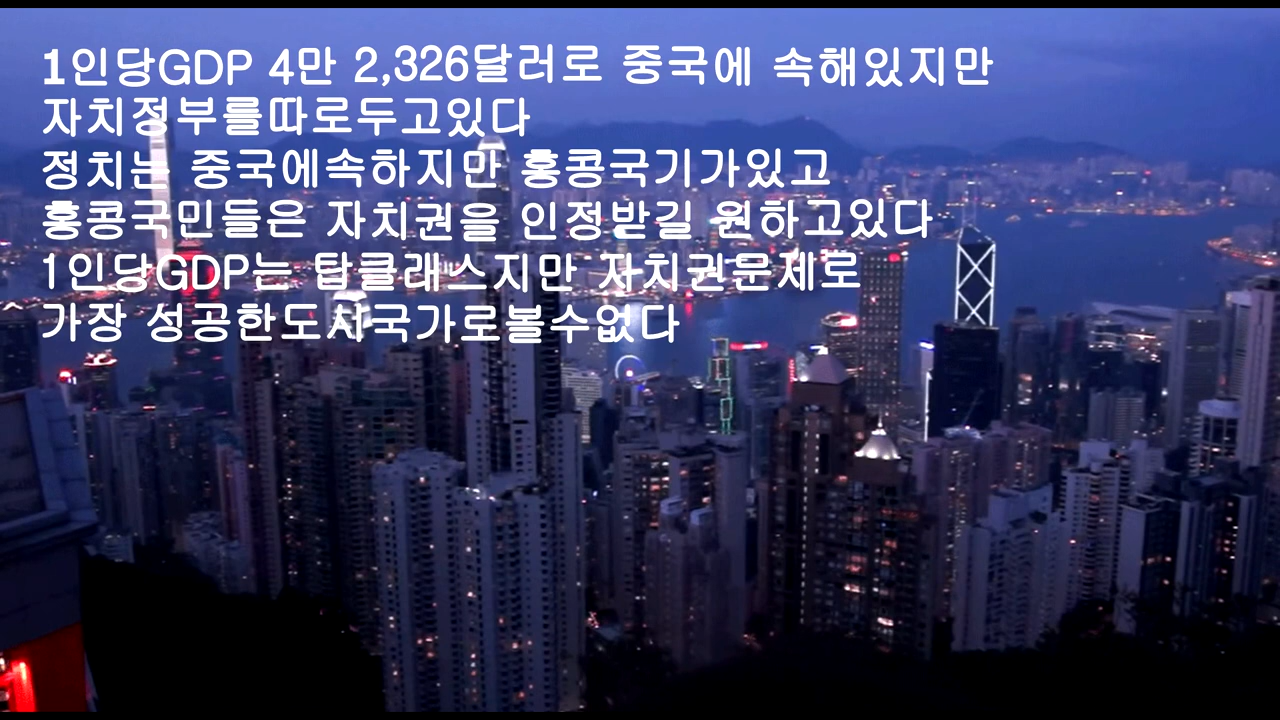 1인당GDP 4만 2,326달러로 중국에 속해있지만
자치정부를따로두고있다
정치는 중국에속하지만 홍콩국기가있고
홍콩국민들은 자치권을 인정받길 원하고있다
1인당GDP는 탑클래스지만 자치권문제로
가장 성공한도시국가로볼수없다